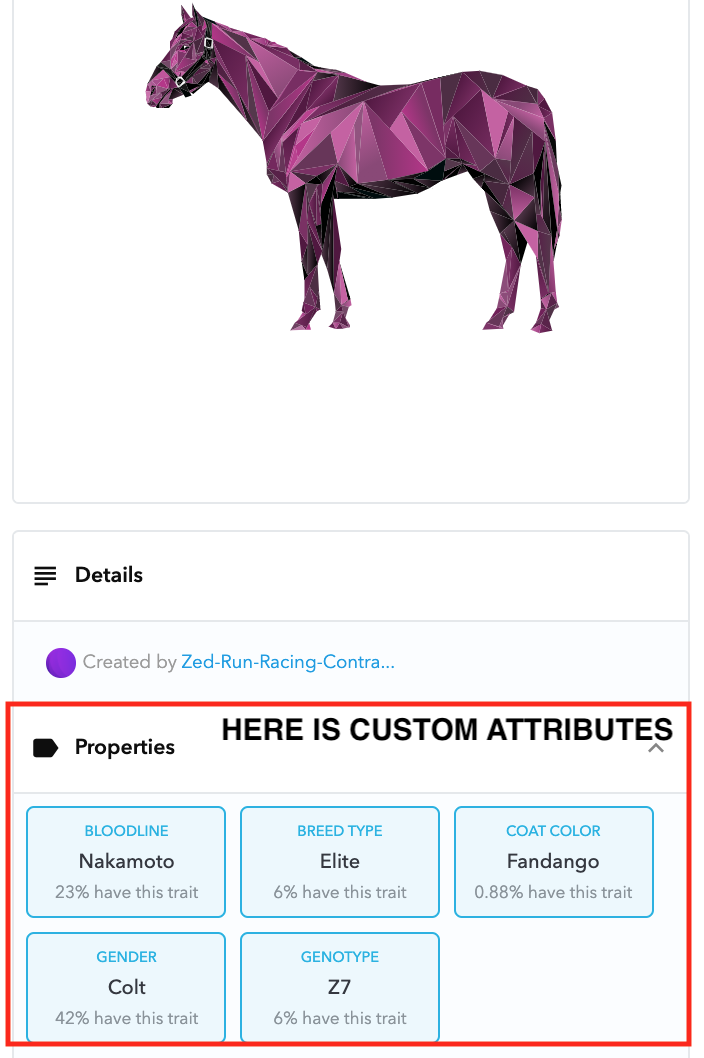 Details
Created by Zed-Run-Racing-Contra...
HERE IS CUSTOM ATTRIBUTES
Properties
BLOODLINE
Nakamoto
23% have this trait
BREED TYPE
Elite
6% have this trait
COAT COLOR
Fandango
0.88% have this trait
GENDER
Colt
42% have this trait
GENOTYPE
Z7
6% have this trait